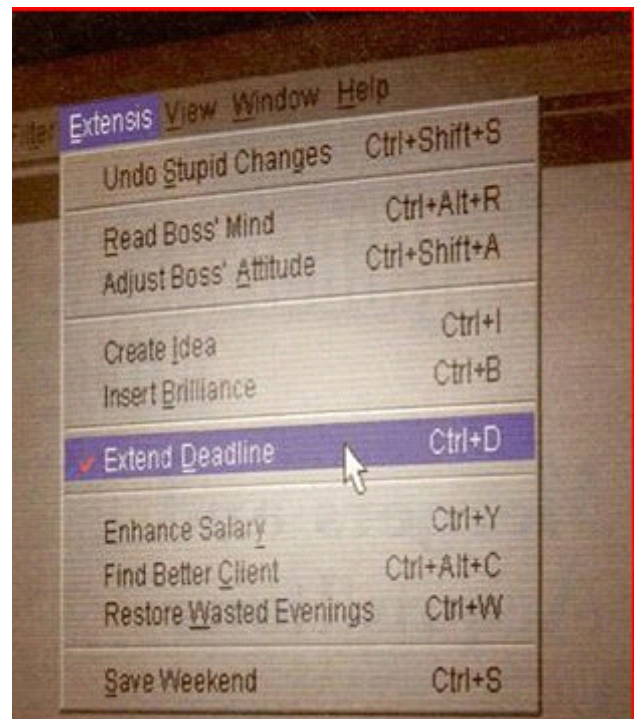 Filter Extensis View Window Help
Undo Stupid Changes Ctrl+Shift+S
Read Boss' Mind Ctrl+Alt+R
Adjust Boss' Attitude Ctrl+Shift+A
Create Idea Ctrl+I
Insert Brilliance Ctrl+B
Extend Deadline Ctrl+D
Enhance Salary Ctrl+Y
Find Better Client Ctrl+Alt+C
Restore Wasted Evenings Ctrl+W
Save Weekend Ctrl+S